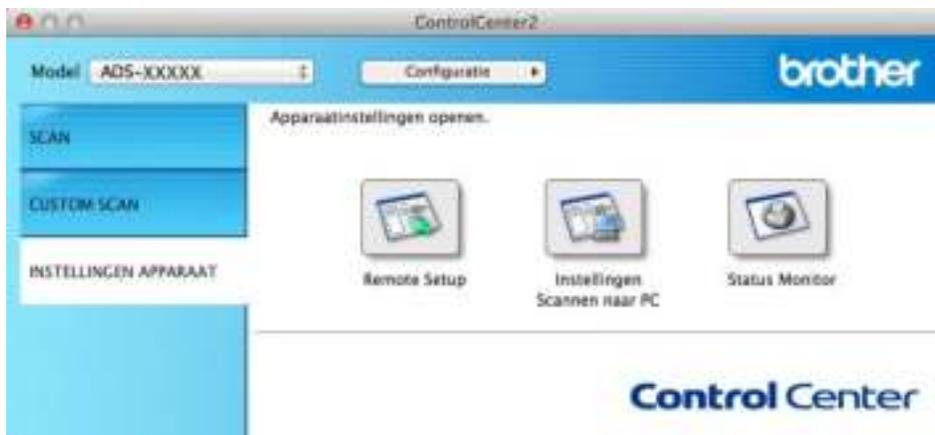 ControlCenter2
Model ADS-XXXXX Configuratie
brother
SCAN
CUSTOM SCAN
INSTELLINGEN APPARAAT
Apparaatinstellingen openen.
Remote Setup
Instellingen
Scannen naar PC
Status Monitor
Control Center